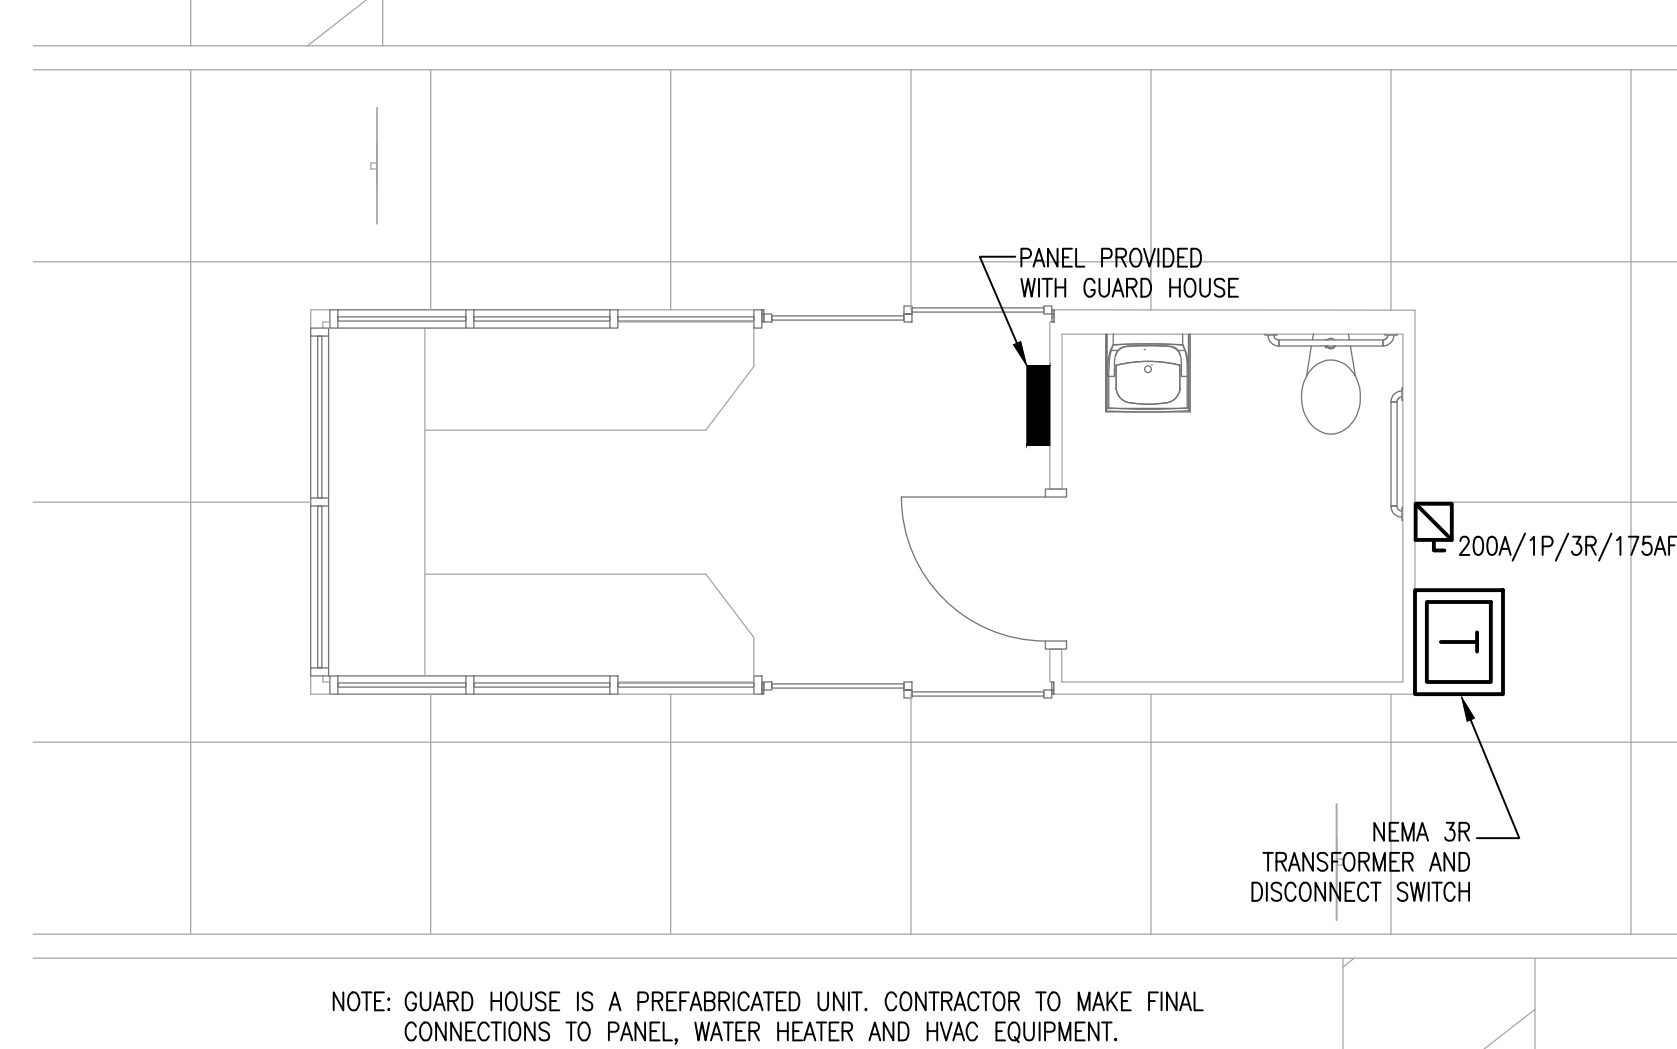 PANEL PROVIDED
WITH GUARD HOUSE
200A/1P/3R/175AF
NEMA 3R
TRANSFORMER AND
DISCONNECT SWITCH
NOTE: GUARD HOUSE IS A PREFABRICATED UNIT. CONTRACTOR TO MAKE FINAL
CONNECTIONS TO PANEL, WATER HEATER AND HVAC EQUIPMENT.